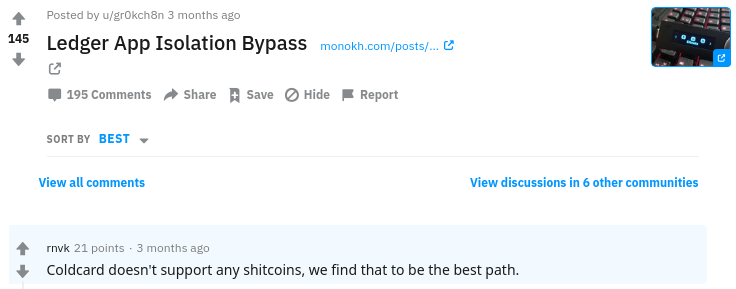 Posted by u/gr0kch8n 3 months ago
145
Ledger App Isolation Bypass monokh.com/posts/...
195 Comments Share Save Hide Report
SORT BY BEST
View all comments View discussions in 6 other communities
rnvk 21 points · 3 months ago
Coldcard doesn't support any shitcoins, we find that to be the best path.